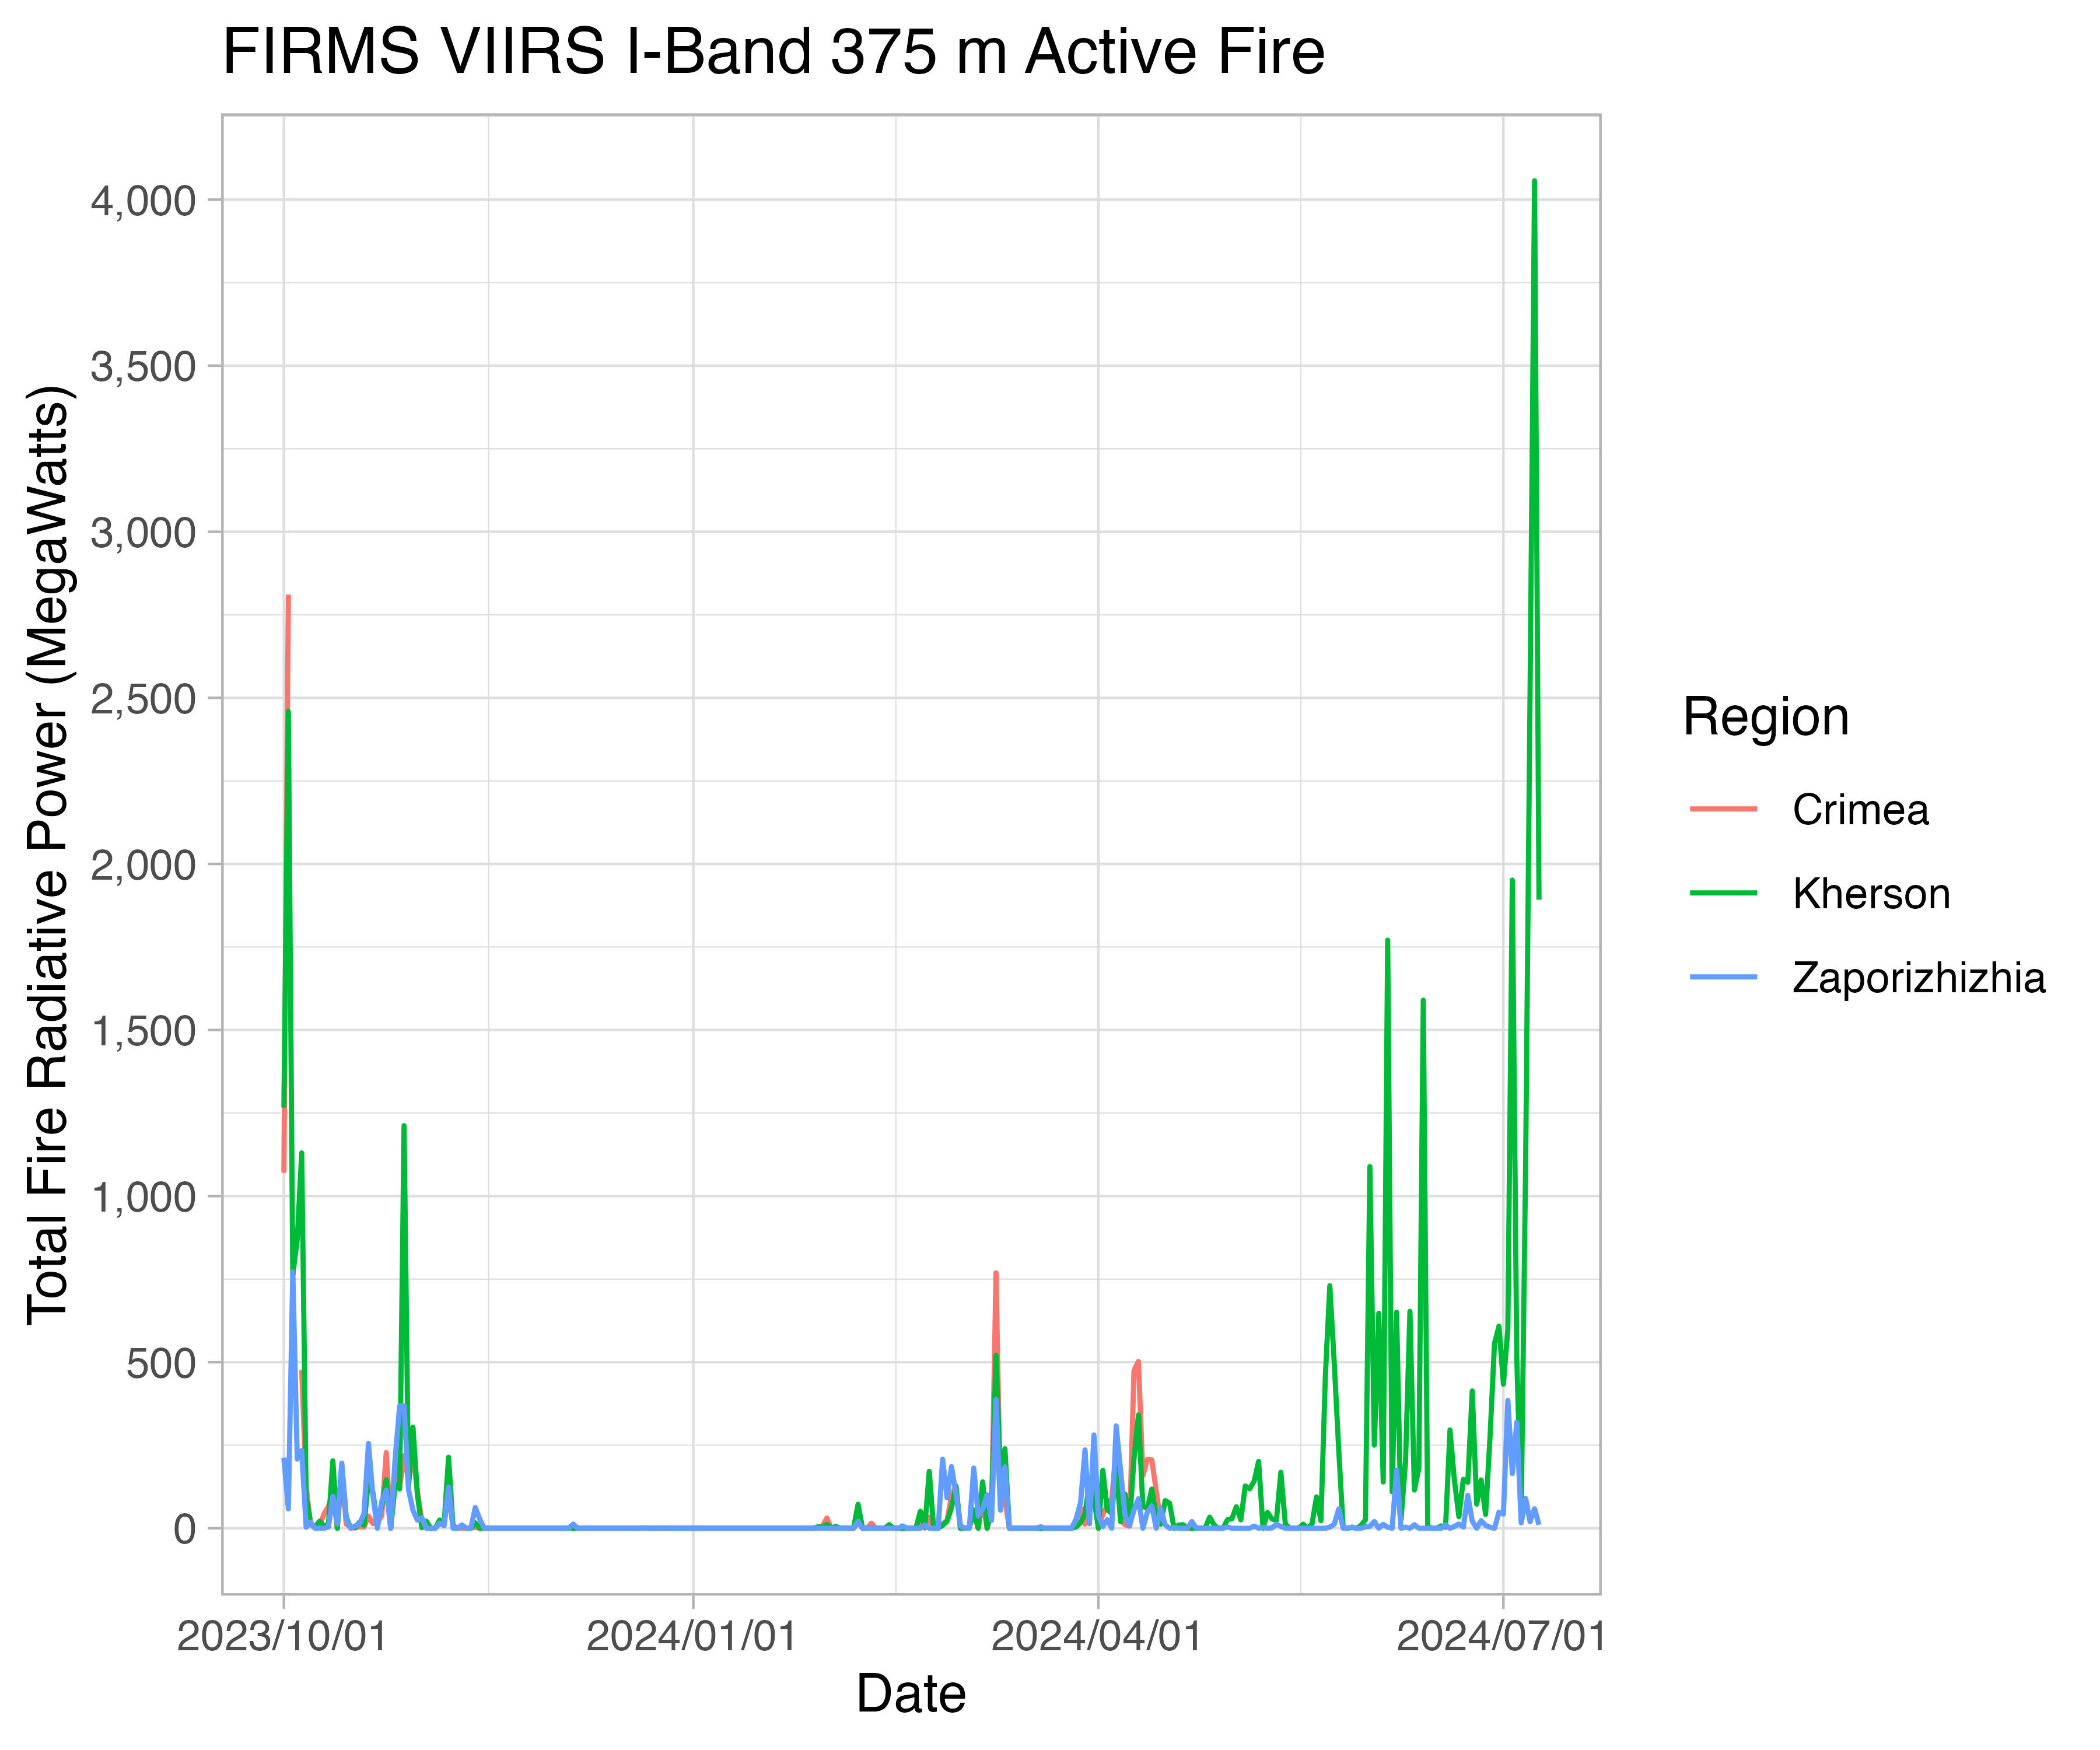 FIRMS VIIRS I-Band 375 m Active Fire
Total Fire Radiative Power (MegaWatts)
4,000
3,500
3,000
2,500
2,000
1,500
1,000
500
0
2023/10/01 2024/01/01 2024/04/01 2024/07/01
Date
Region
Crimea
Kherson
Zaporizhizhia